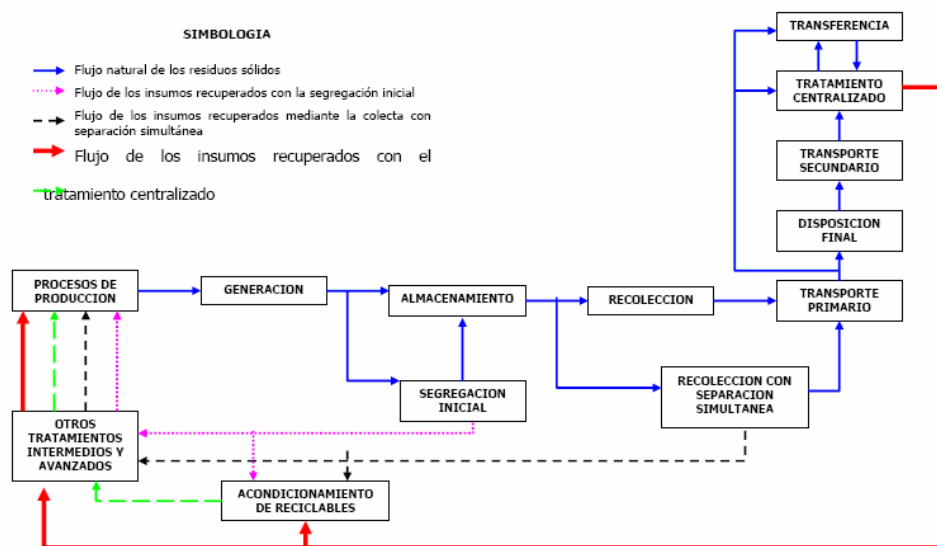 SIMBOLOGIA
Flujo natural de los residuos sólidos
Flujo de los insumos recuperados con la segregación inicial
Flujo de los insumos recuperados mediante la colecta con
separación simultánea
Flujo de los insumos recuperados con el
tratamiento centralizado
TRANSFERENCIA
TRATAMIENTO
CENTRALIZADO
TRANSPORTE
SECUNDARIO
DISPOSICION
FINAL
PROCESOS DE
PRODUCCION
GENERACION
ALMACENAMIENTO
RECOLECCION
TRANSPORTE
PRIMARIO
SEGREGACION
INICIAL
RECOLECCION CON
SEPARACION
SIMULTANEA
OTROS
TRATAMIENTOS
INTERMEDIOS Y
AVANZADOS
ACONDICIONAMIENTO
DE RECICLABLES